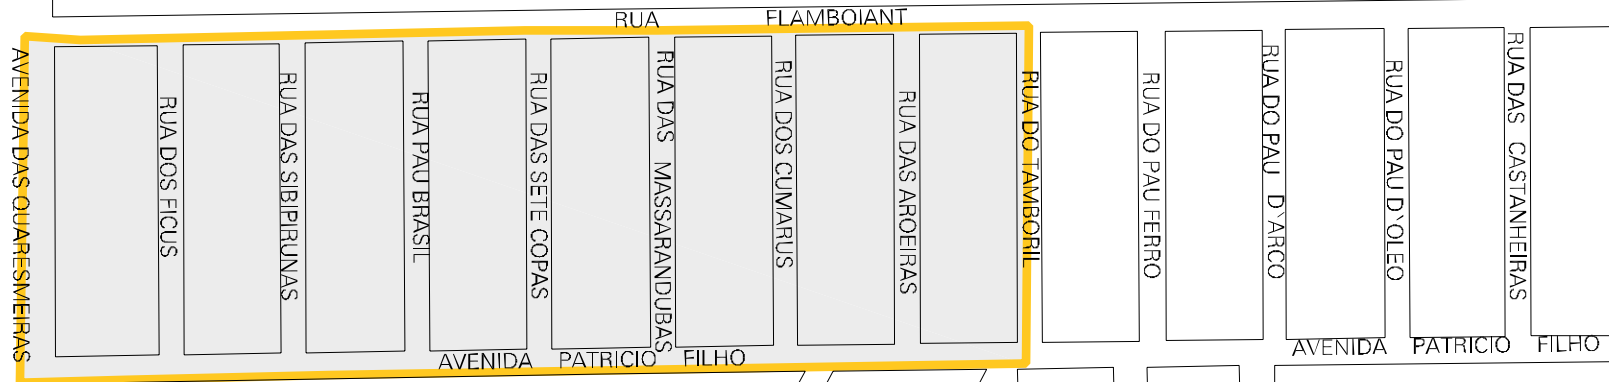 RUA FLAMBOIANT
AVENIDA DAS QUARESMEIRAS
RUA DOS FICUS
RUA DAS SIBIPIRUNAS
RUA PAU BRASIL
RUA DAS SETE COPAS
RUA DAS MASSARANDUBAS
RUA DOS CUMARUS
RUA DAS AROEIRAS
RUA DO TAMBORIL
RUA DO PAU FERRO
RUA DO PAU D`ARCO
RUA DO PAU D`OLEO
RUA DAS CASTANHEIRAS
AVENIDA PATRICIO FILHO
AVENIDA PATRICIO FILHO